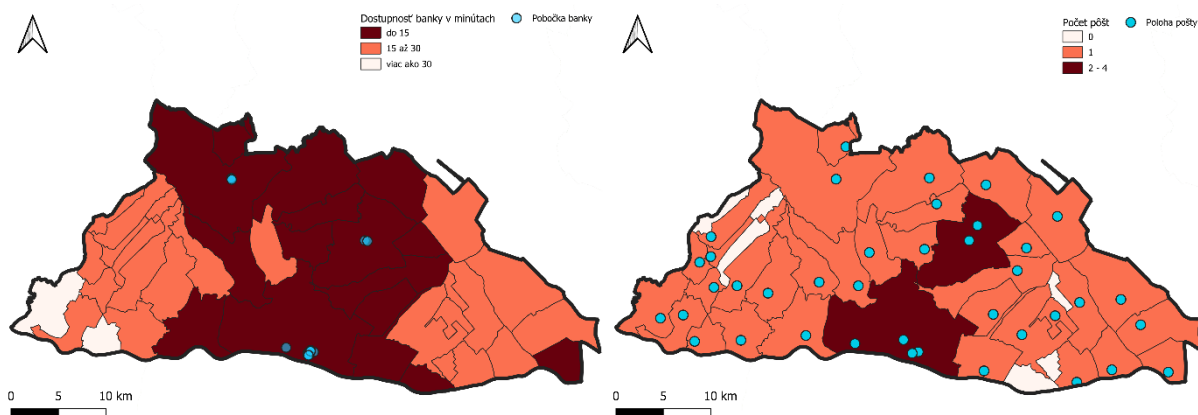 Dostupnosť banky v minútach
Pobočka banky
do 15
15 až 30
viac ako 30
0 5 10 km
Počet pôšt
Poloha pošty
0
1
2 - 4
0 5 10 km